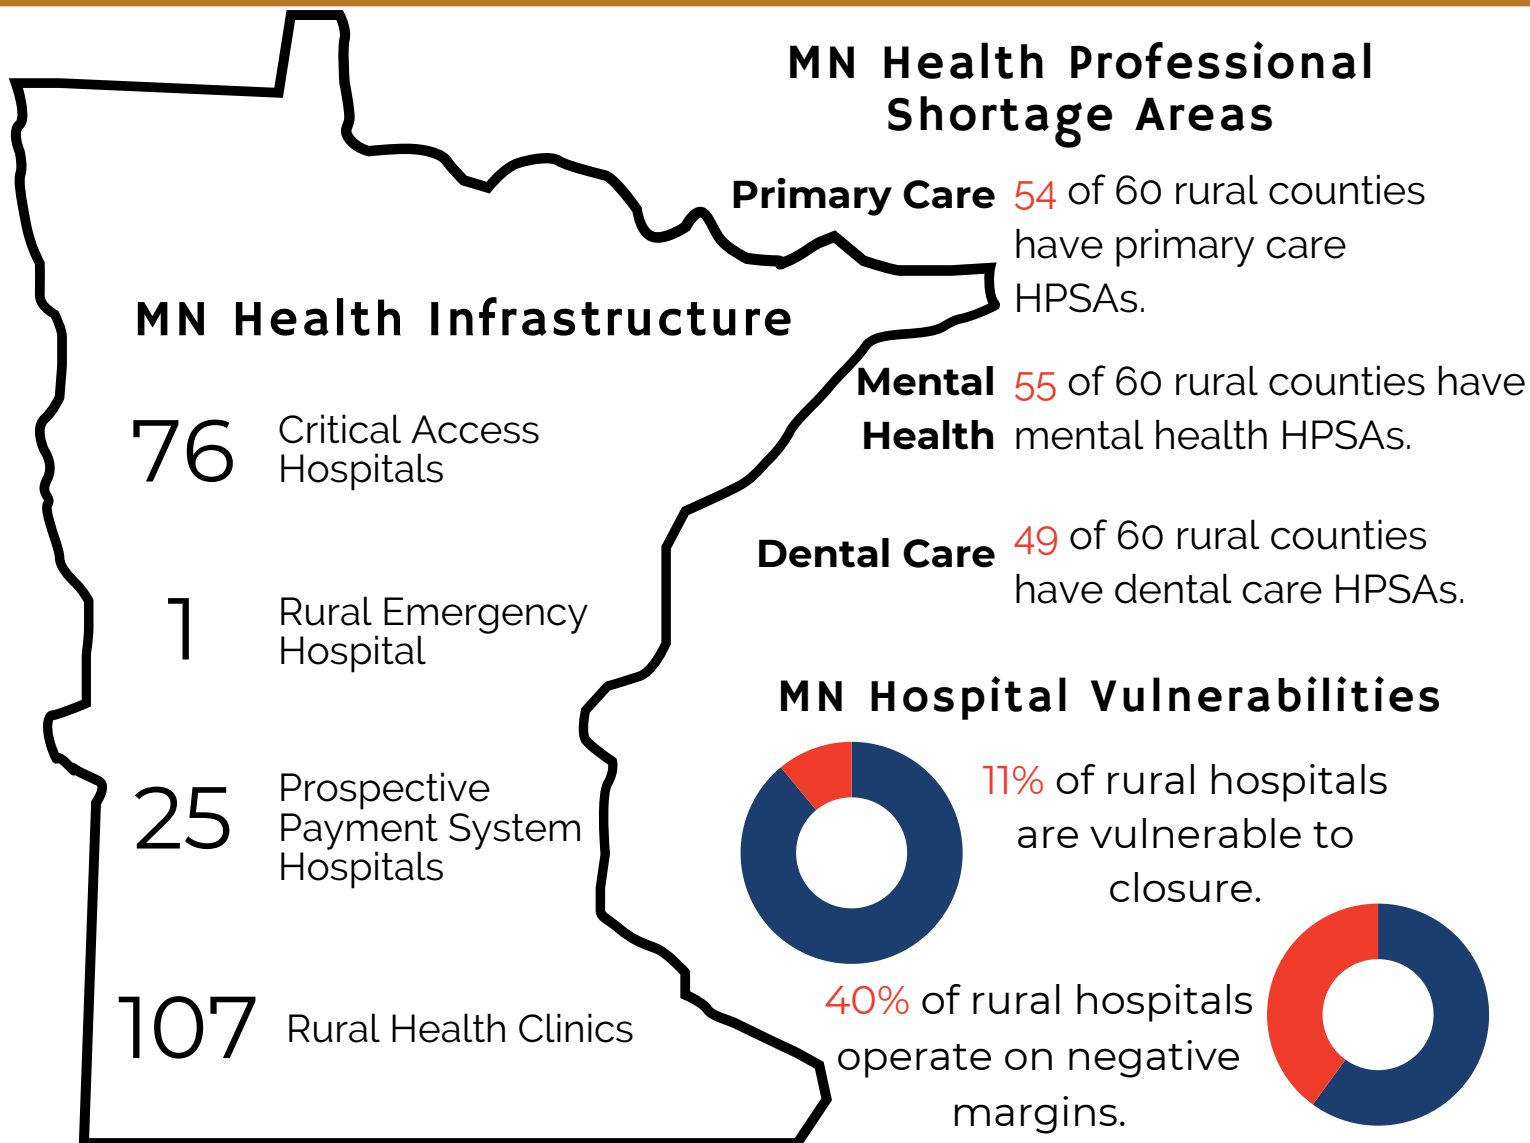 MN Health Professional
Shortage Areas
Primary Care 54 of 60 rural counties
have primary care
HPSAs.
Mental 55 of 60 rural counties have
Health mental health HPSAs.
Dental Care 49 of 60 rural counties
have dental care HPSAs.
MN Health Infrastructure
76 Critical Access
Hospitals
1 Rural Emergency
Hospital
25 Prospective
Payment System
Hospitals
107 Rural Health Clinics
MN Hospital Vulnerabilities
11% of rural hospitals
are vulnerable to
closure.
40% of rural hospitals
operate on negative
margins.